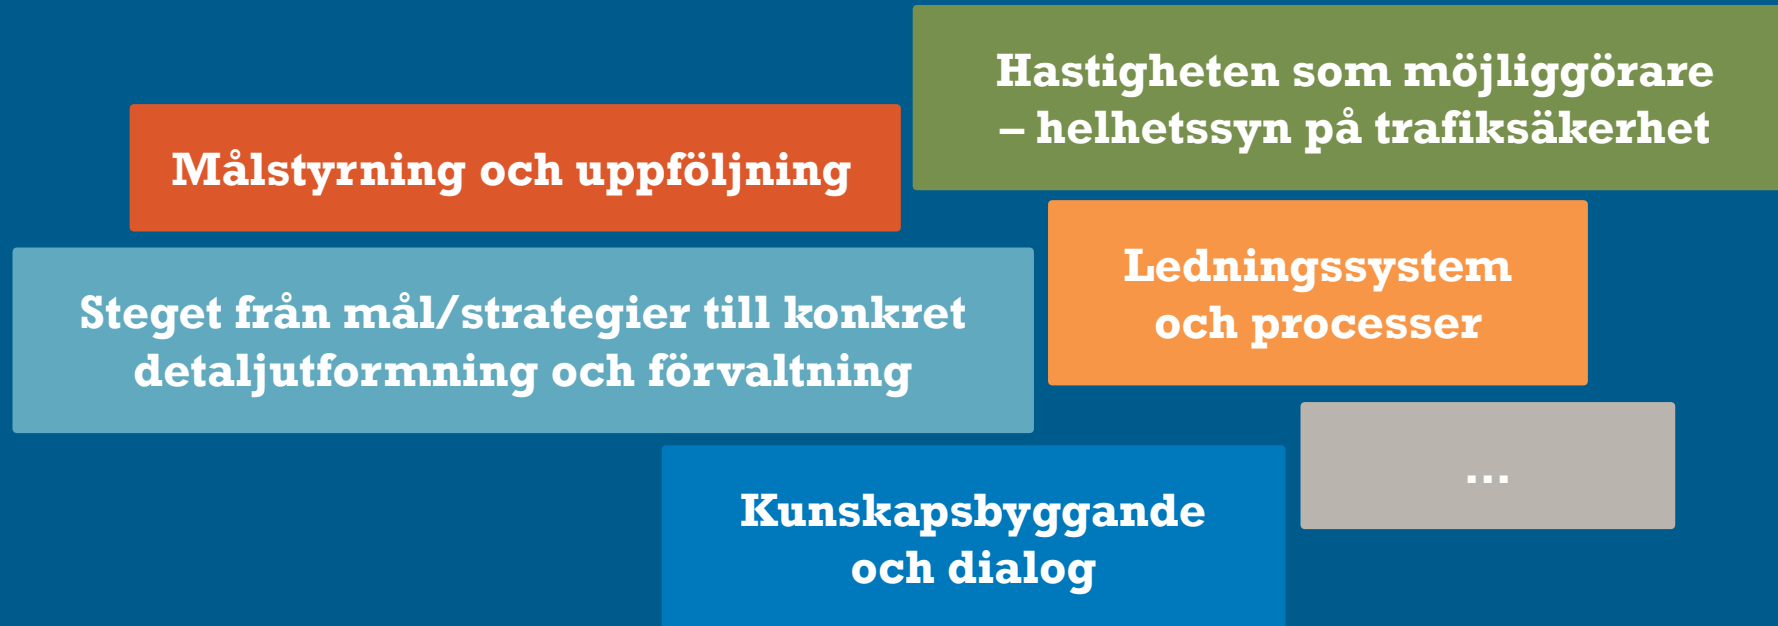 Hastigheten som möjliggörare
– helhetssyn på trafiksäkerhet
Målstyrning och uppföljning
Ledningssystem
och processer
Steget från mål/strategier till konkret
detaljutformning och förvaltning
...
Kunskapsbyggande
och dialog